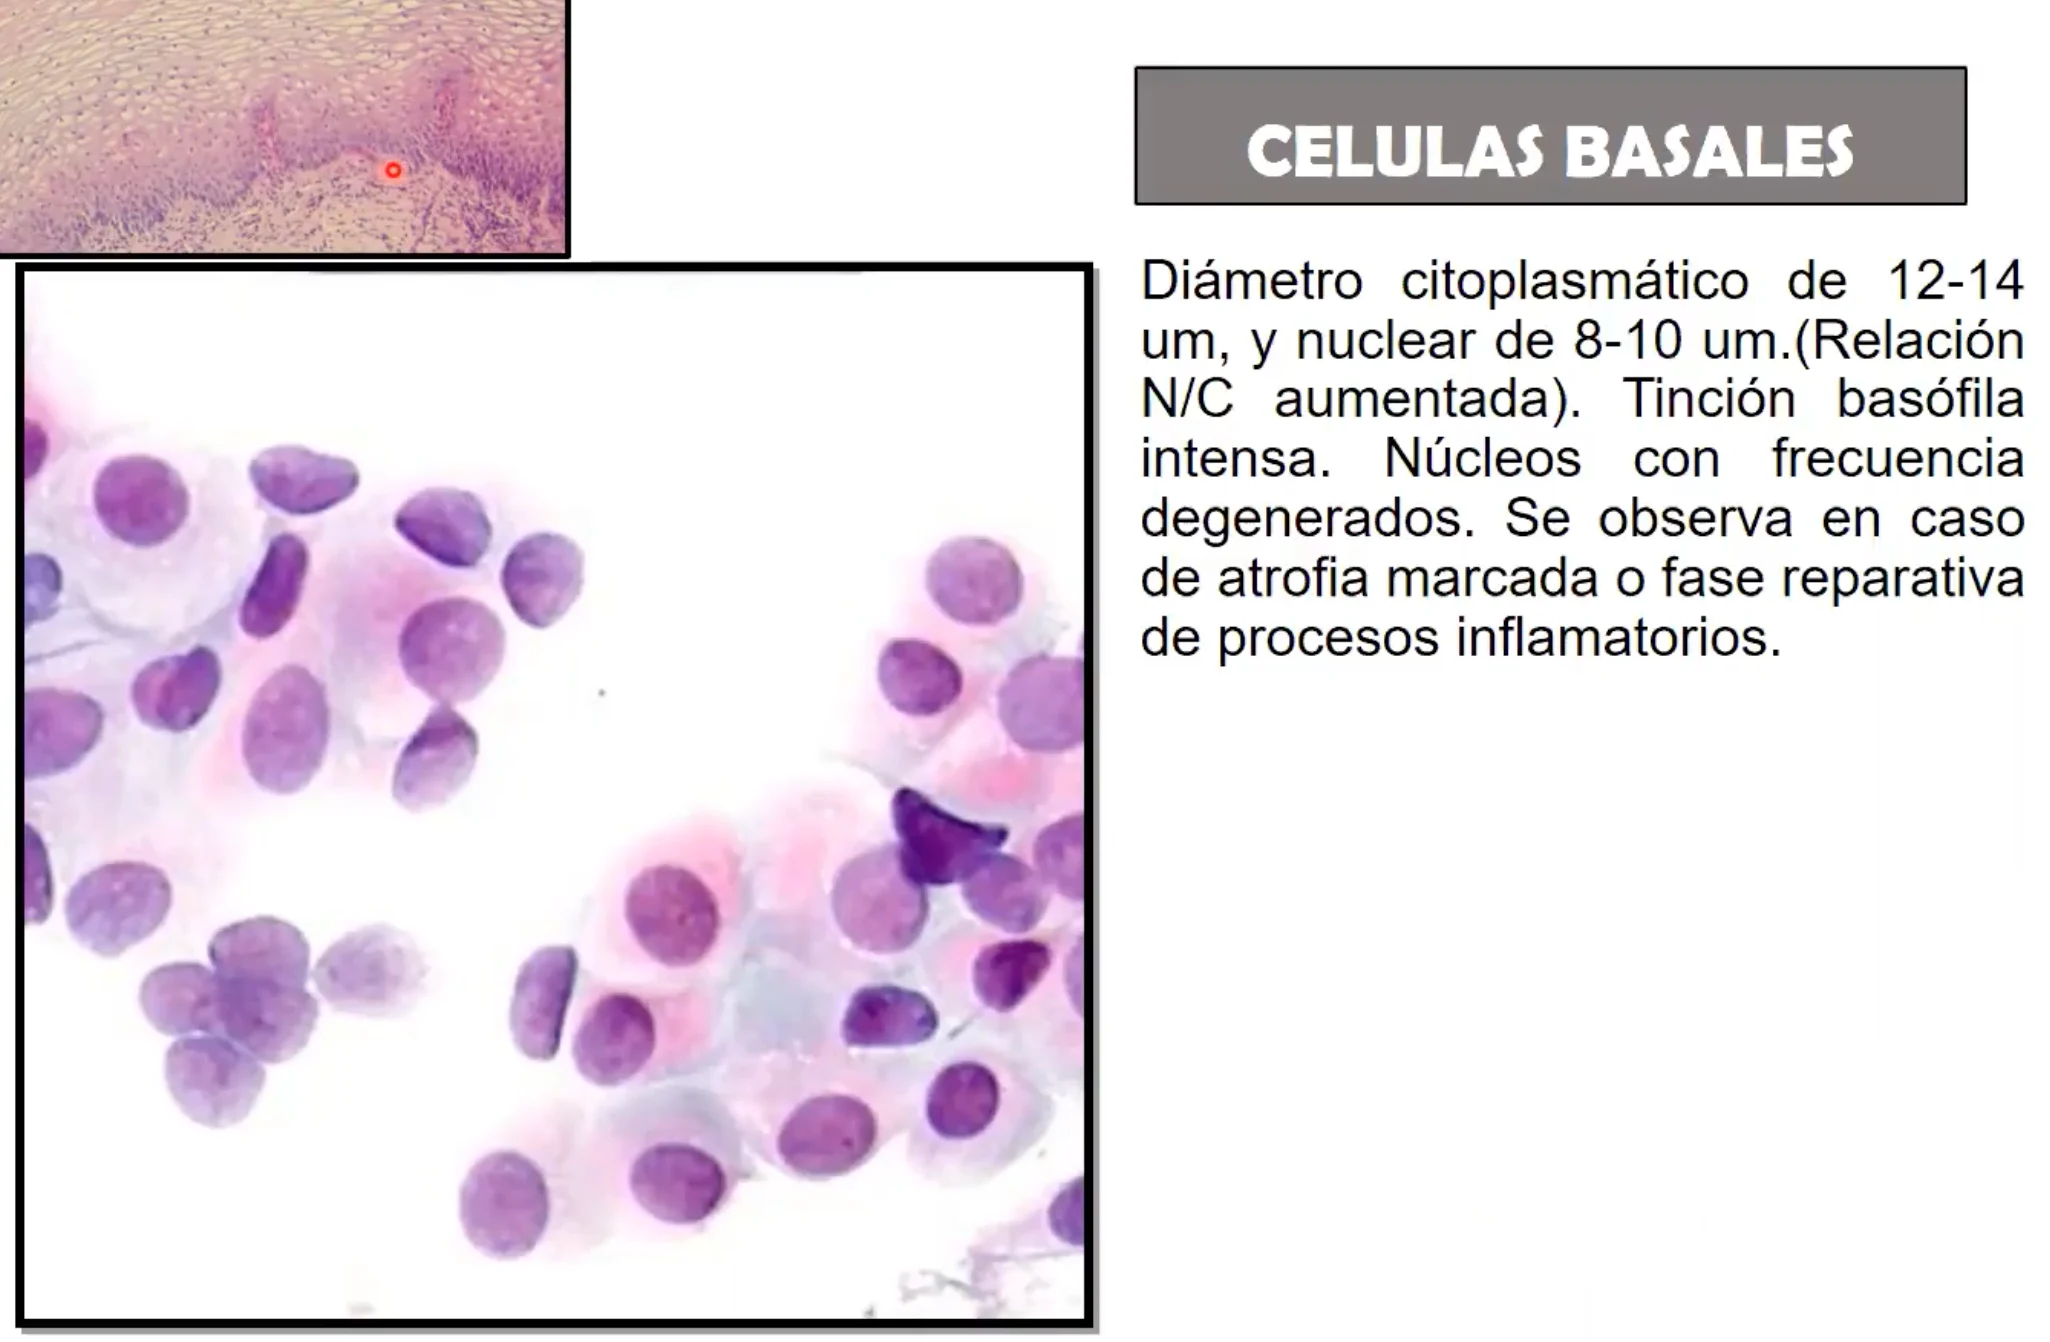 CELULAS BASALES
Diámetro citoplasmático de 12-14
um, y nuclear de 8-10 um.(Relación
N/C aumentada). Tinción basófila
intensa. Núcleos con frecuencia
degenerados. Se observa en caso
de atrofia marcada o fase reparativa
de procesos inflamatorios.